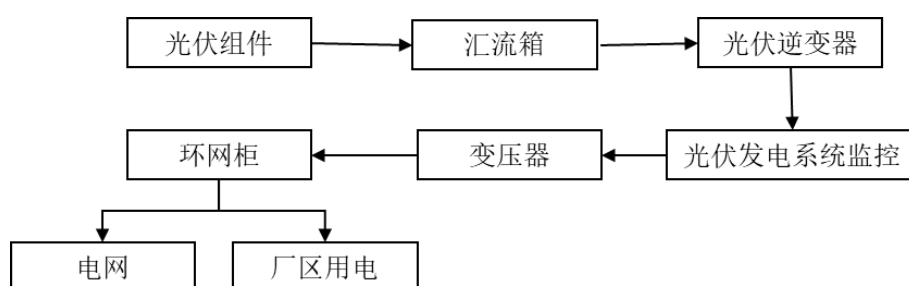 光伏组件
汇流箱
光伏逆变器
环网柜
变压器
光伏发电系统监控
电网
厂区用电